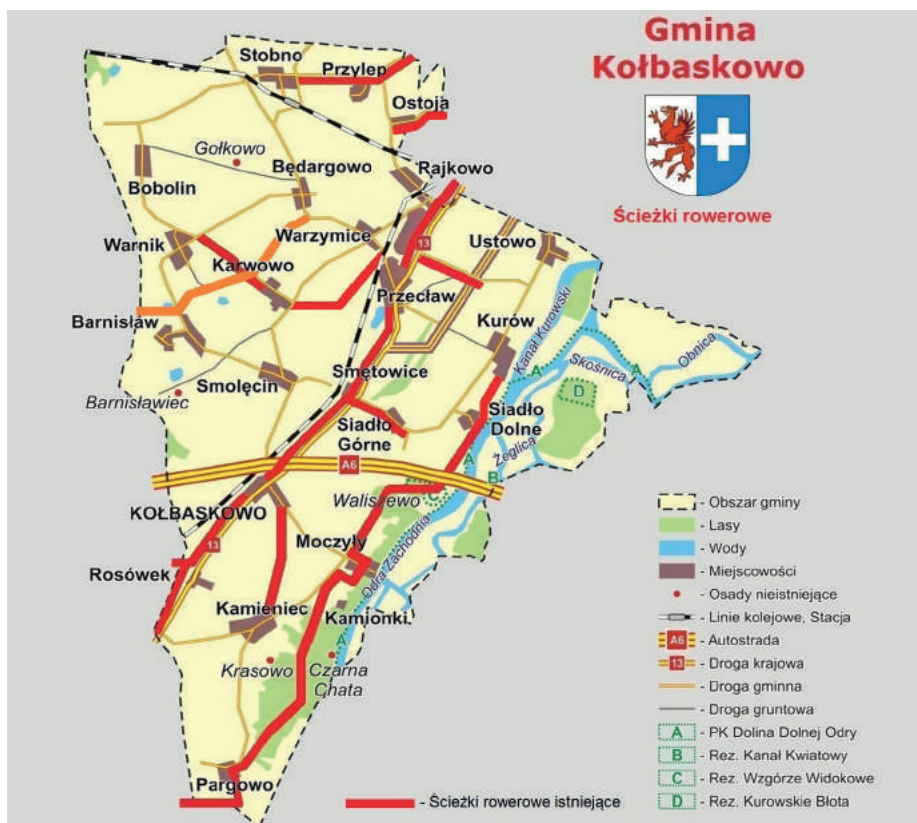 Gmina
Kołbaskowo
Ścieżki rowerowe
Stobno
Przylep
Ostoja
Gołkowo
Będargowo
Rajkowo
Bobolin
Warnik
Warzymice
13
Ustowo
Karwowo
Przecław
Barnisław
Kurów
Kanał Kurowski
Skośnica
Obnica
A
A
D
Smolęcin
Smętowice
Barnisławiec
Siadło
Górne
Siadło
Dolne
Żeglica
A
A6
B
Waliszewo
C
KOŁBASKOWO
13
Moczyły
Odra Zachodnia
Rosówek
Kamieniec
Kamionki
A
Krasowo
Czarna
Chata
Pargowo
- Ścieżki rowerowe istniejące
- Obszar gminy
- Lasy
- Wody
- Miejscowości
- Osady nieistniejące
- Linie kolejowe, Stacja
A6 - Autostrada
13 - Droga krajowa
- Droga gminna
- Droga gruntowa
A - PK Dolina Dolnej Odry
B - Rez. Kanał Kwiatowy
C - Rez. Wzgórze Widokowe
D - Rez. Kurowskie Błota